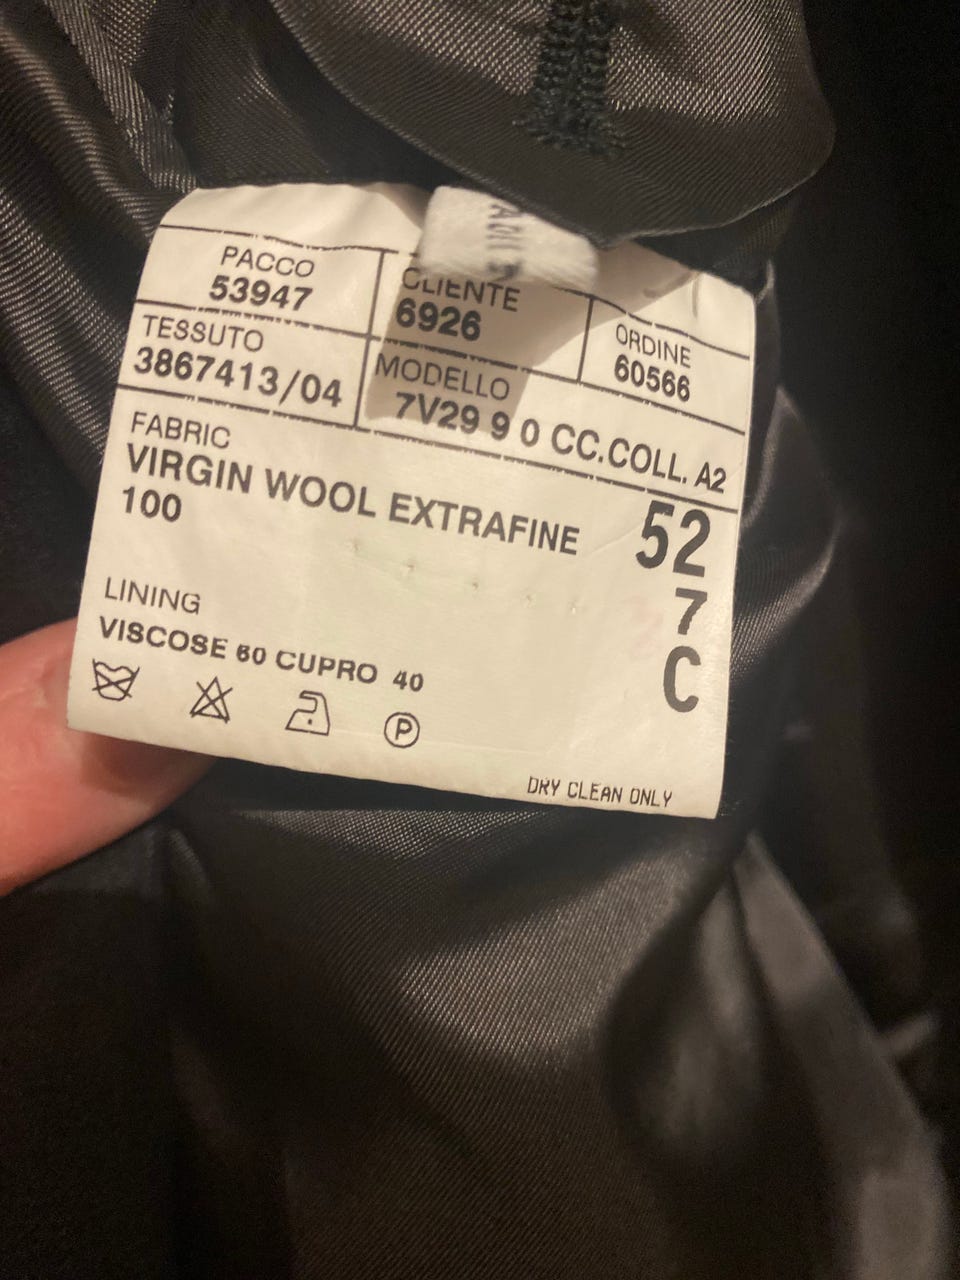 PACCO
53947
CLIENTE
6926
ORDINE
60566
TESSUTO
3867413/04
MODELLO
7V29 9 0 CC.COLL. A2
FABRIC
VIRGIN WOOL EXTRAFINE
100
52
7
C
LINING
VISCOSE 60 CUPRO 40
P
DRY CLEAN ONLY